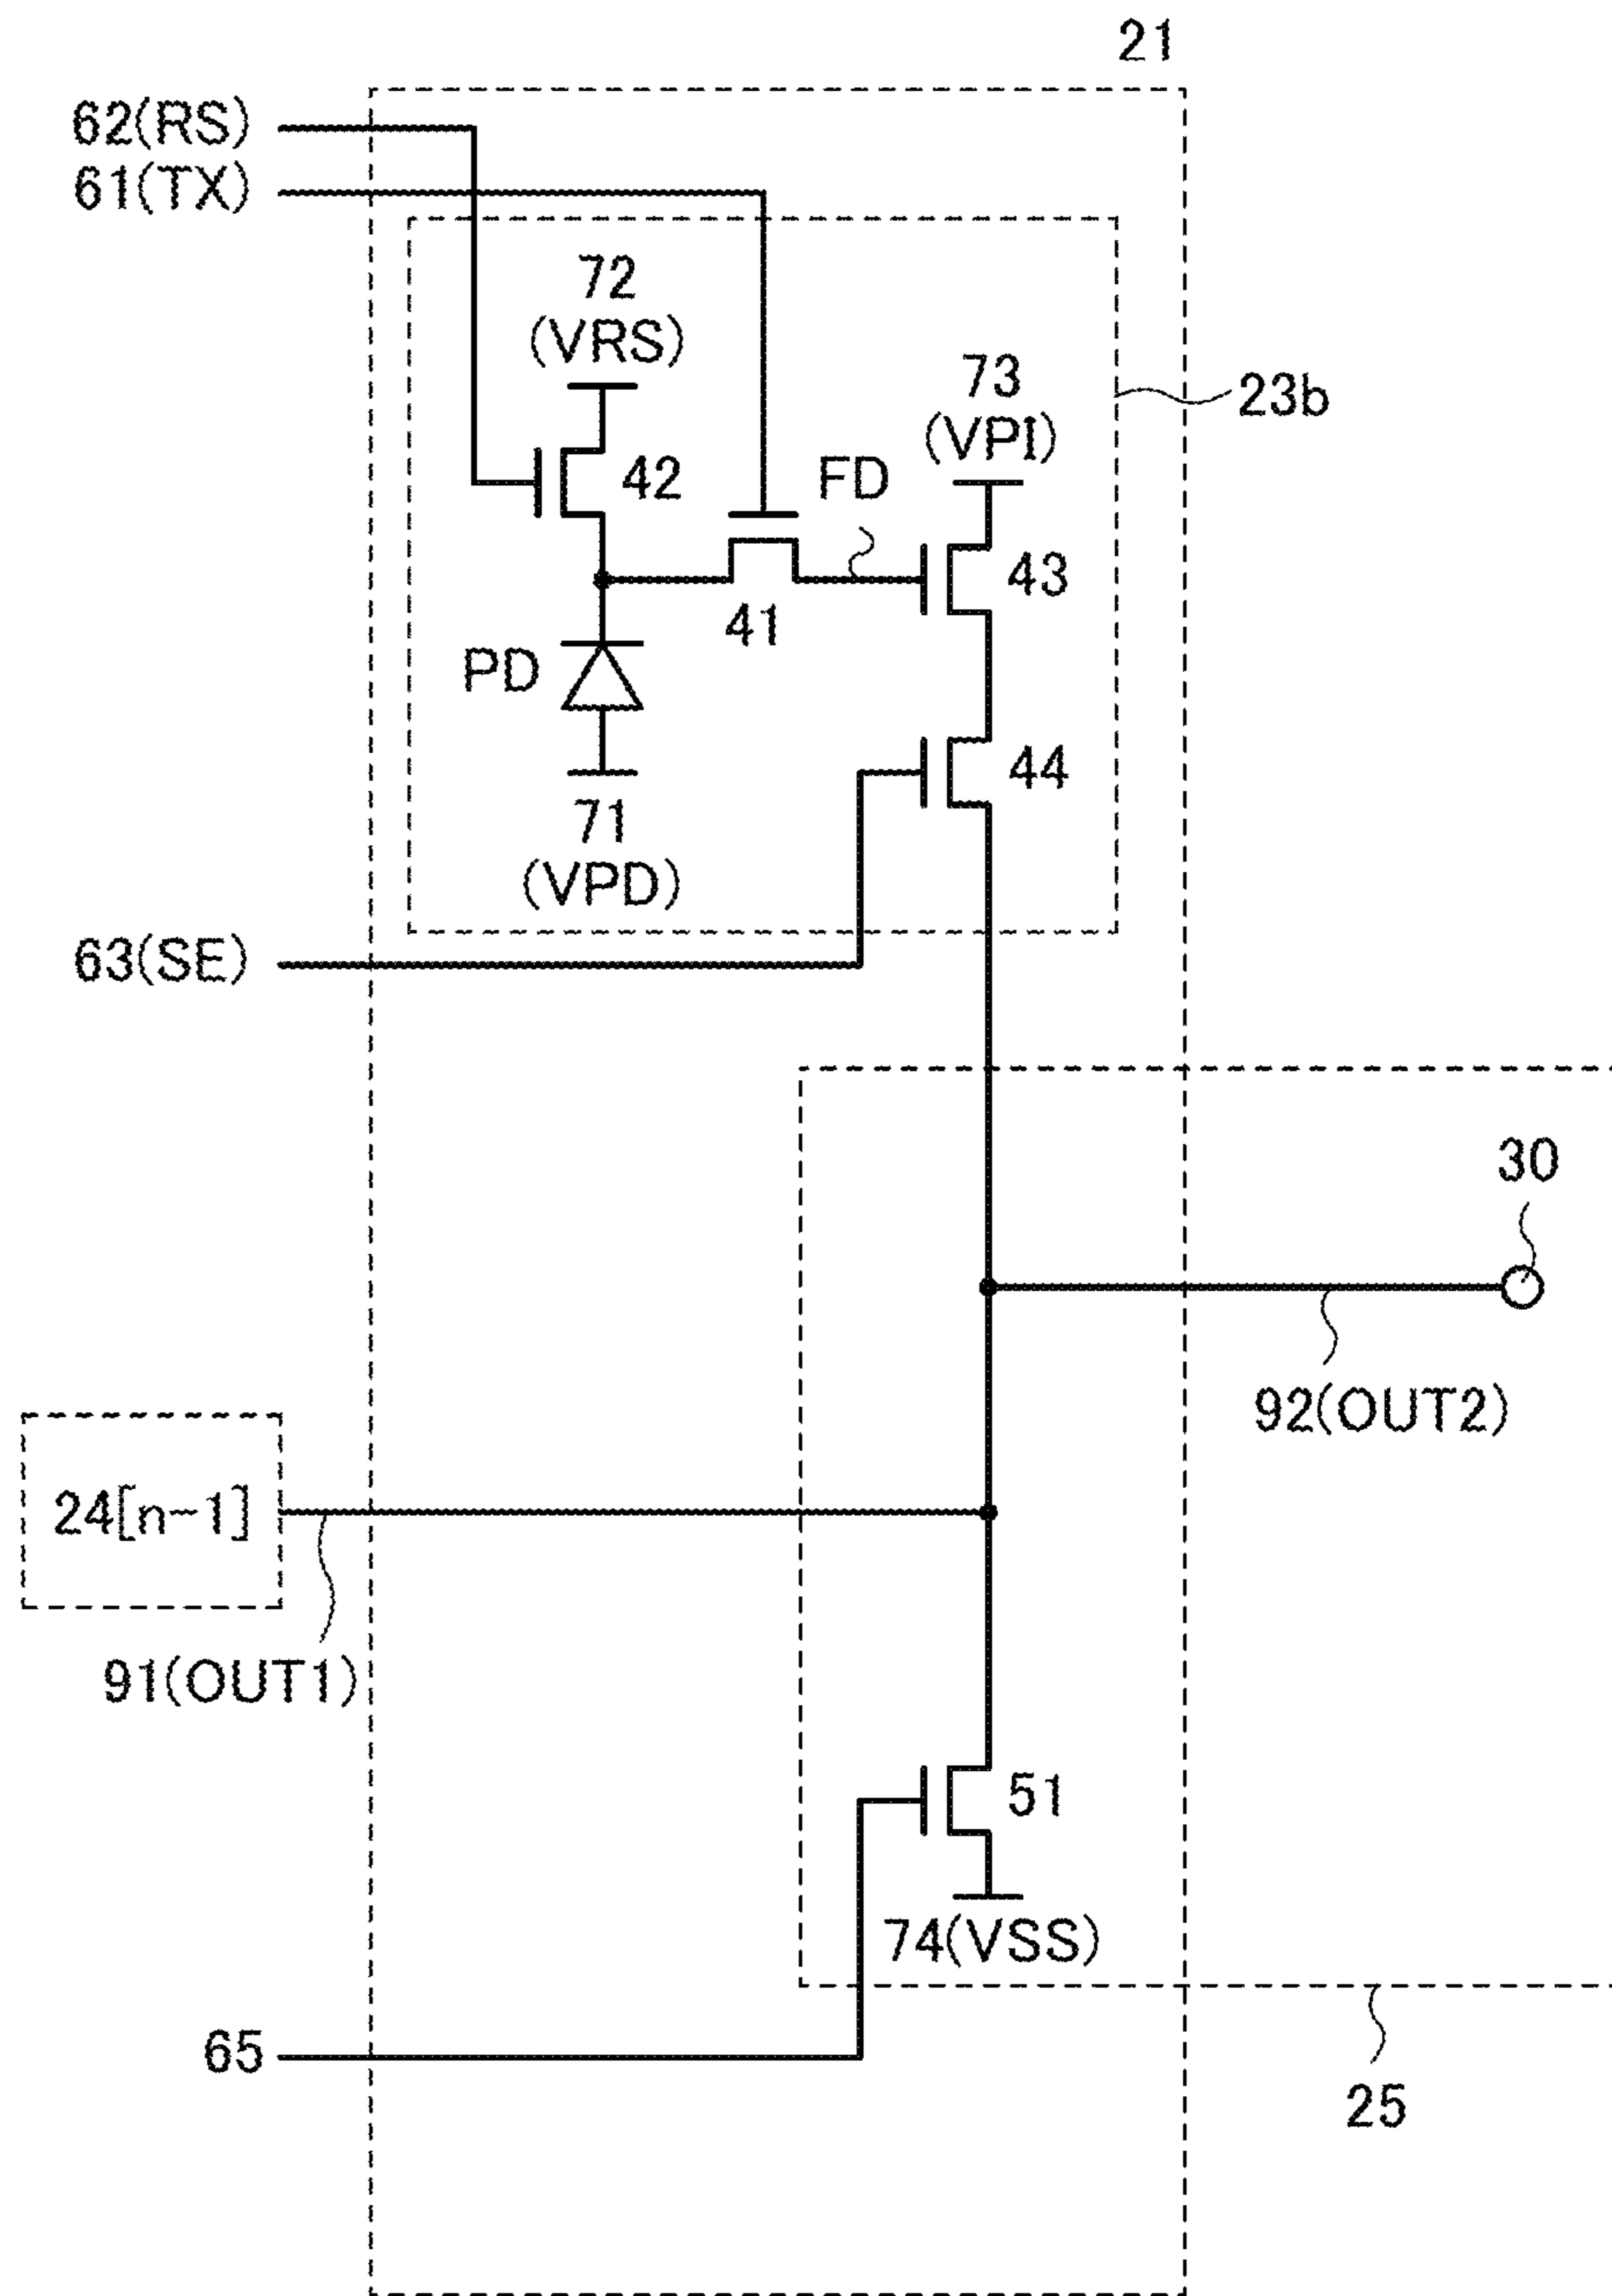 21
62(RS)
61(TX)
72
(VRS)
73
(VPI)
23b
42
FD
43
41
PD
44
71
(VPD)
63(SE)
30
92(OUT2)
24[n-1]
91(OUT1)
51
74(VSS)
65
25